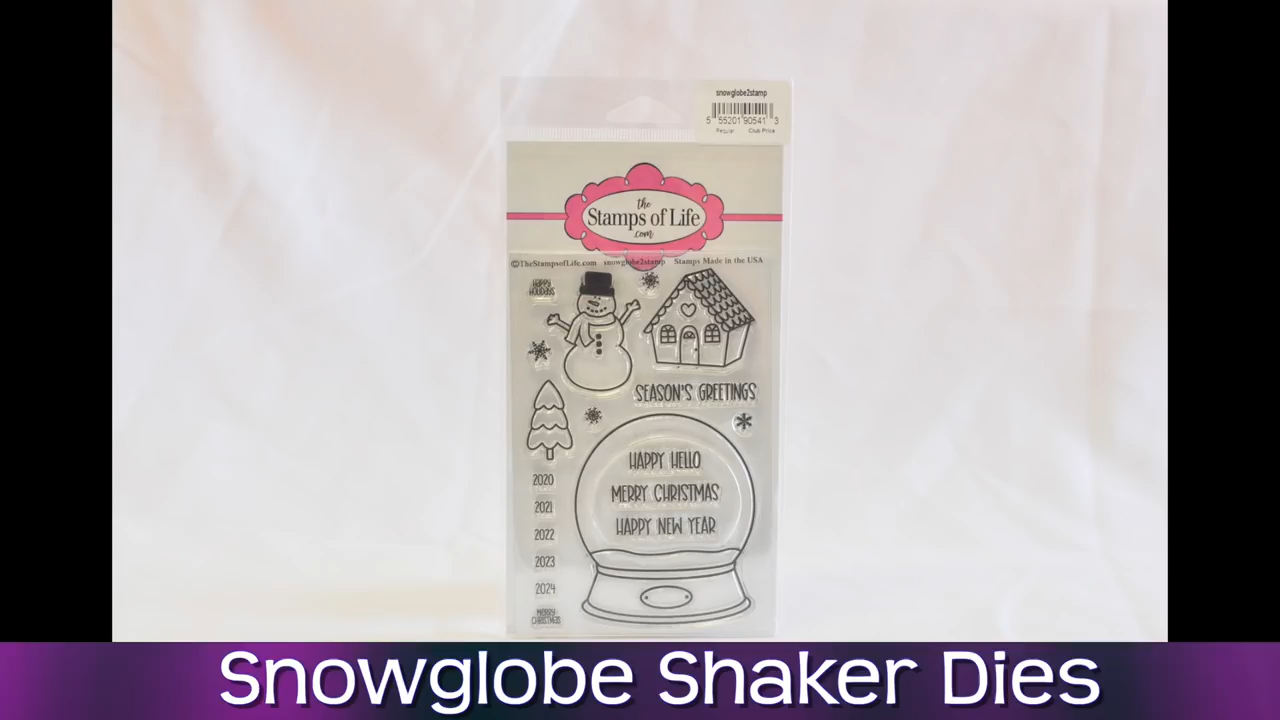 snowglobe2stamp
5 55201 90541 3
Regular Club Price
the
Stamps of Life
.com
©TheStampsofLife.com snowglobe2stamp Stamps Made in the USA
HAPPY
HOLIDAYS
SEASON'S GREETINGS
HAPPY HELLO
MERRY CHRISTMAS
HAPPY NEW YEAR
2020
2021
2022
2023
2024
MERRY
CHRISTMAS
Snowglobe Shaker Dies